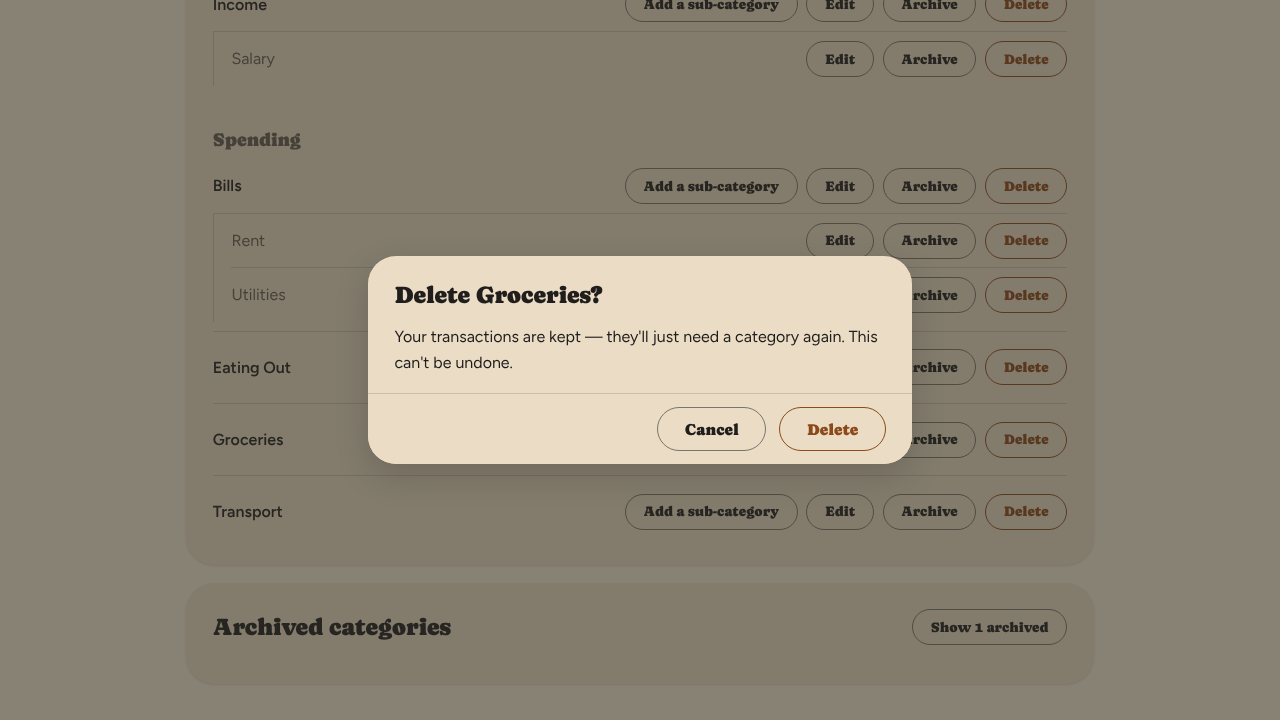 Income Add a sub-category Edit Archive Delete
Salary Edit Archive Delete
Spending
Bills Add a sub-category Edit Archive Delete
Rent Edit Archive Delete
Utilities Delete
Delete Groceries?
Your transactions are kept — they'll just need a category again. This
can't be undone.
Cancel Delete
Eating Out Delete
Groceries Delete
Transport Add a sub-category Edit Archive Delete
Archived categories Show 1 archived